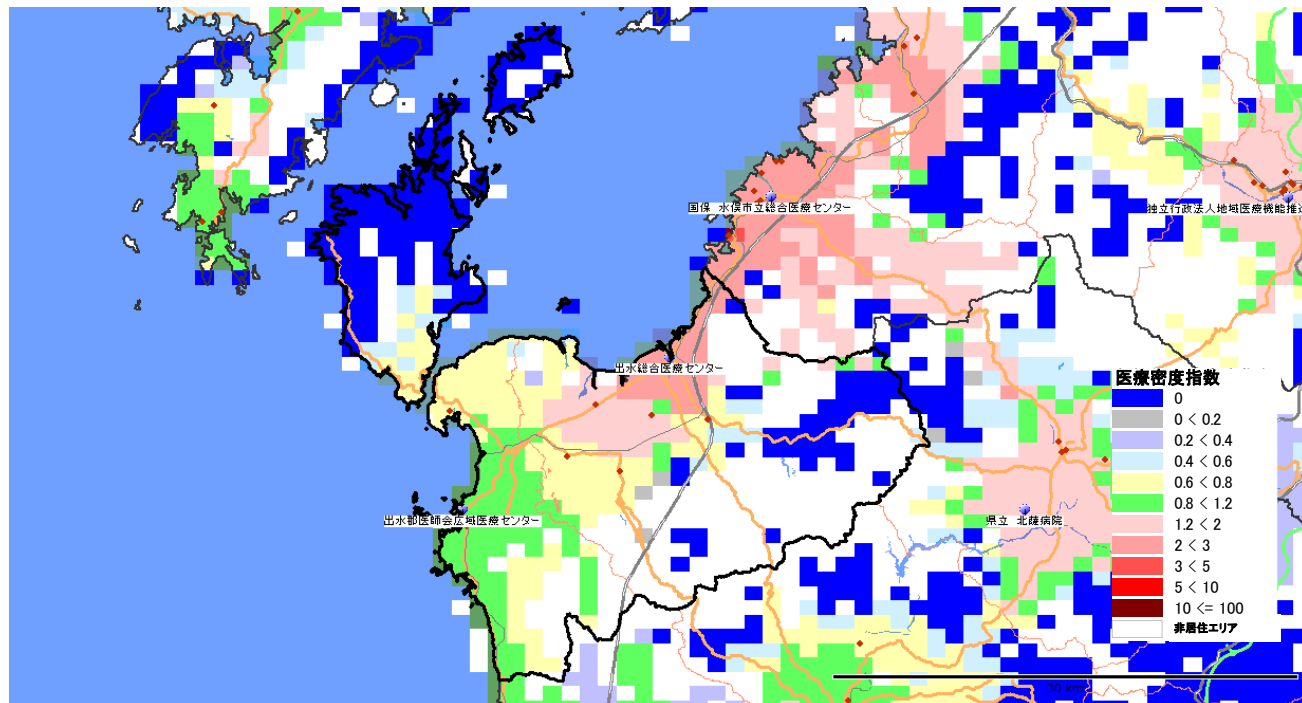 国保 水俣市立総合医療センター
独立行政法人地域医療機能推進
出水総合医療センター
医療密度指数
0
0 < 0.2
0.2 < 0.4
0.4 < 0.6
0.6 < 0.8
0.8 < 1.2
1.2 < 2
2 < 3
3 < 5
5 < 10
10 <= 100
非居住エリア
出水郡医師会広域医療センター
県立 北薩病院
30 km